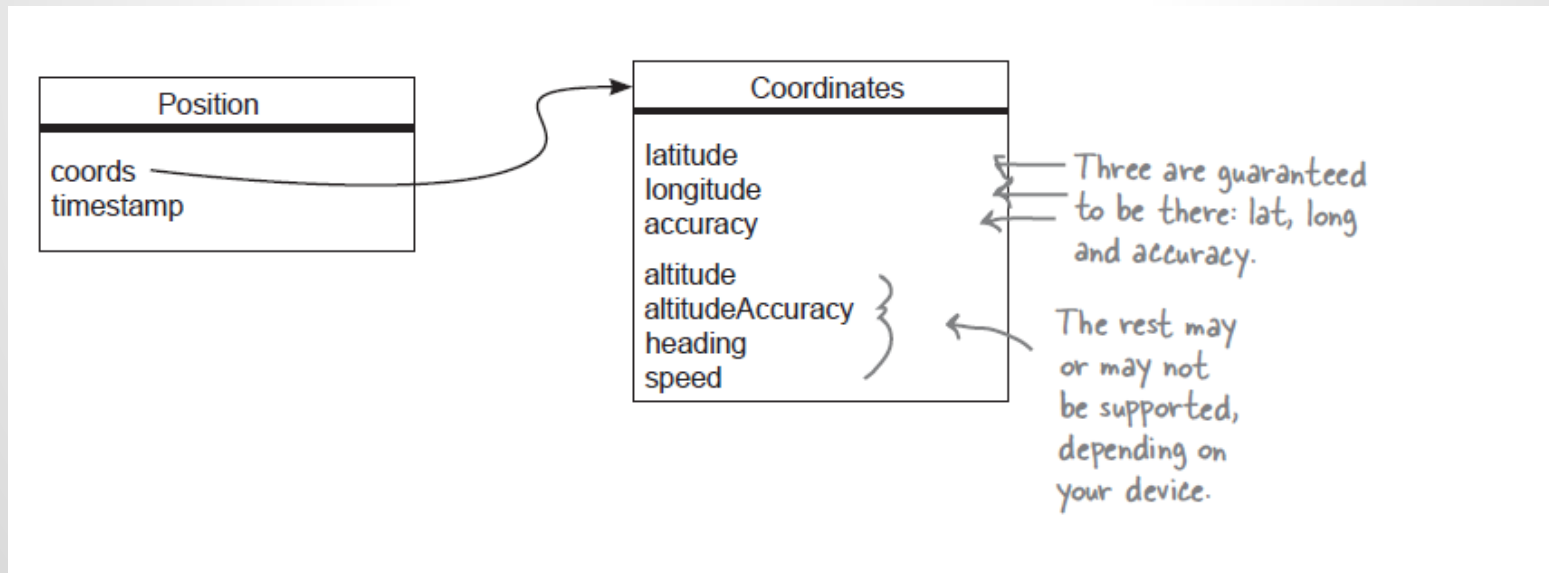 Position
coords
timestamp
Coordinates
latitude
longitude
accuracy
altitude
altitudeAccuracy
heading
speed
Three are guaranteed
to be there: lat, long
and accuracy.
The rest may
or may not
be supported,
depending on
your device.